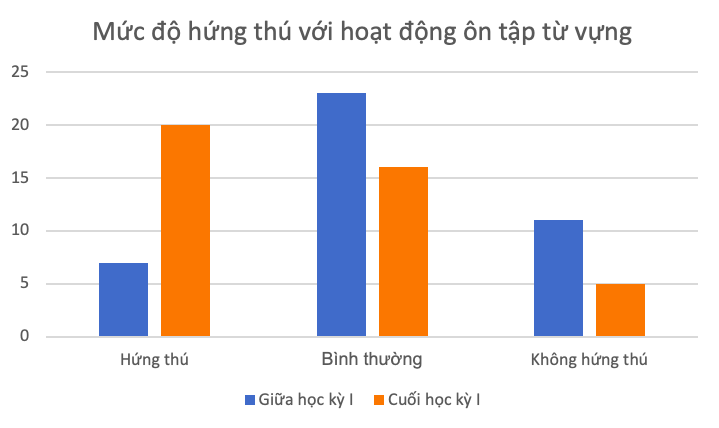 Mức độ hứng thú với hoạt động ôn tập từ vựng
25
20
15
10
5
0
Hứng thú Bình thường Không hứng thú
Giữa học kỳ I Cuối học kỳ I